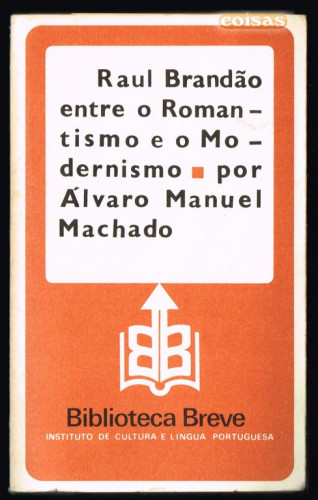 coisas
Raul Brandão
entre o Roman-
tismo e o Mo-
dernismo ▪ por
Álvaro Manuel
Machado
BB
Biblioteca Breve
INSTITUTO DE CULTURA E LÍNGUA PORTUGUESA